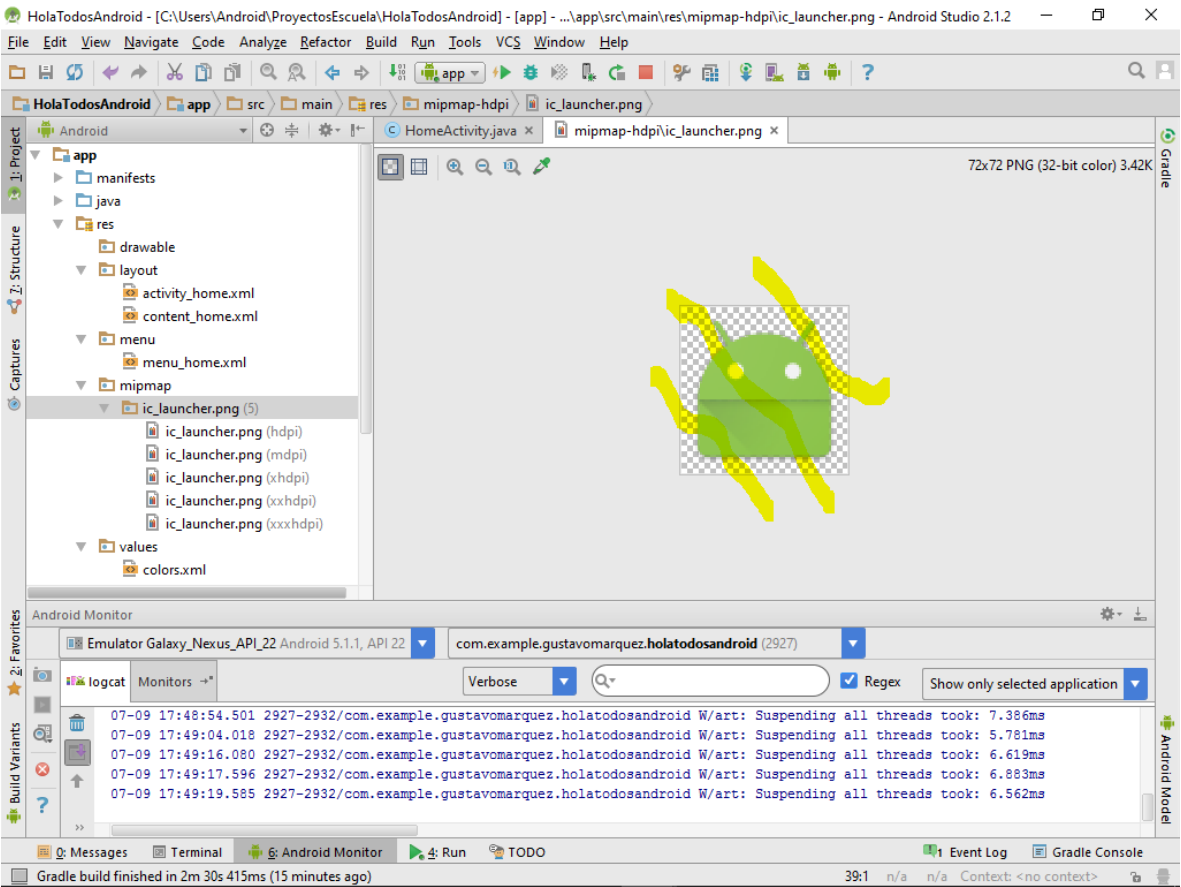 HolaTodosAndroid - [C:\Users\Android\ProyectosEscuela\HolaTodosAndroid] - [app] - ...\app\src\main\res\mipmap-hdpi\ic_launcher.png - Android Studio 2.1.2
File Edit View Navigate Code Analyze Refactor Build Run Tools VCS Window Help
app
HolaTodosAndroid app src main res mipmap-hdpi ic_launcher.png
1: Project
7: Structure
Captures
2: Favorites
Build Variants
Android
app
manifests
java
res
drawable
layout
activity_home.xml
content_home.xml
menu
menu_home.xml
mipmap
ic_launcher.png (5)
ic_launcher.png (hdpi)
ic_launcher.png (mdpi)
ic_launcher.png (xhdpi)
ic_launcher.png (xxhdpi)
ic_launcher.png (xxxhdpi)
values
colors.xml
HomeActivity.java mipmap-hdpi\ic_launcher.png
72x72 PNG (32-bit color) 3.42K
Gradle
Android Model
Android Monitor
Emulator Galaxy_Nexus_API_22 Android 5.1.1, API 22 com.example.gustavomarquez.holatodosandroid (2927)
logcat Monitors Verbose Regex Show only selected application
07-09 17:48:54.501 2927-2932/com.example.gustavomarquez.holatodosandroid W/art: Suspending all threads took: 7.386ms
07-09 17:49:04.018 2927-2932/com.example.gustavomarquez.holatodosandroid W/art: Suspending all threads took: 5.781ms
07-09 17:49:16.080 2927-2932/com.example.gustavomarquez.holatodosandroid W/art: Suspending all threads took: 6.619ms
07-09 17:49:17.596 2927-2932/com.example.gustavomarquez.holatodosandroid W/art: Suspending all threads took: 6.883ms
07-09 17:49:19.585 2927-2932/com.example.gustavomarquez.holatodosandroid W/art: Suspending all threads took: 6.562ms
0: Messages Terminal 6: Android Monitor 4: Run TODO 1 Event Log Gradle Console
Gradle build finished in 2m 30s 415ms (15 minutes ago) 39:1 n/a n/a Context: <no context>